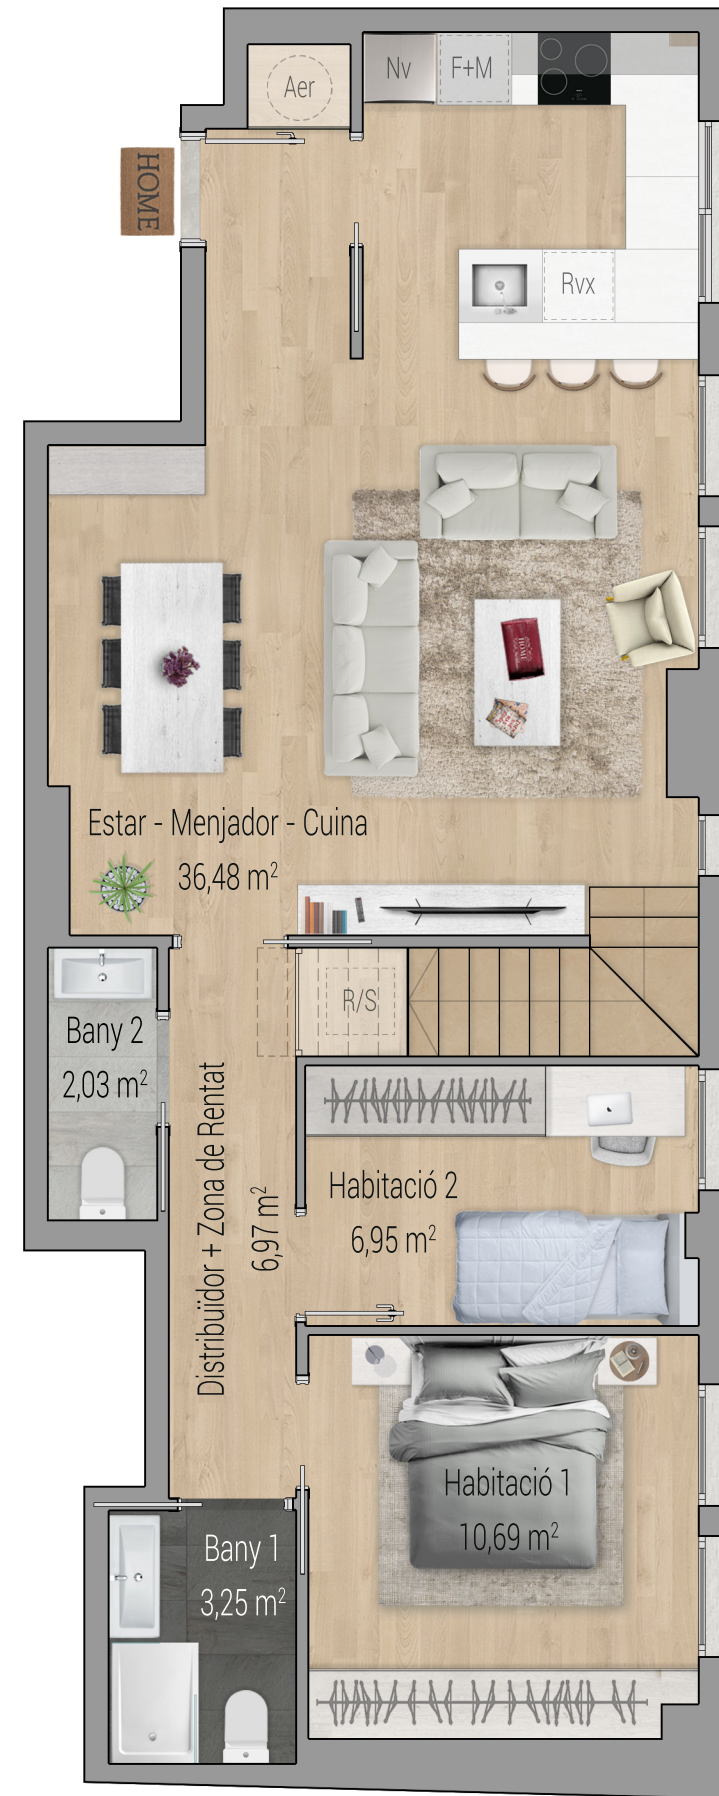 Aer
Nv
F+M
HOME
Rvx
HOME
Estar - Menjador - Cuina
36,48 m²
R/S
Bany 2
2,03 m²
Distribuïdor + Zona de Rentat
6,97 m²
Habitació 2
6,95 m²
Habitació 1
10,69 m²
Bany 1
3,25 m²